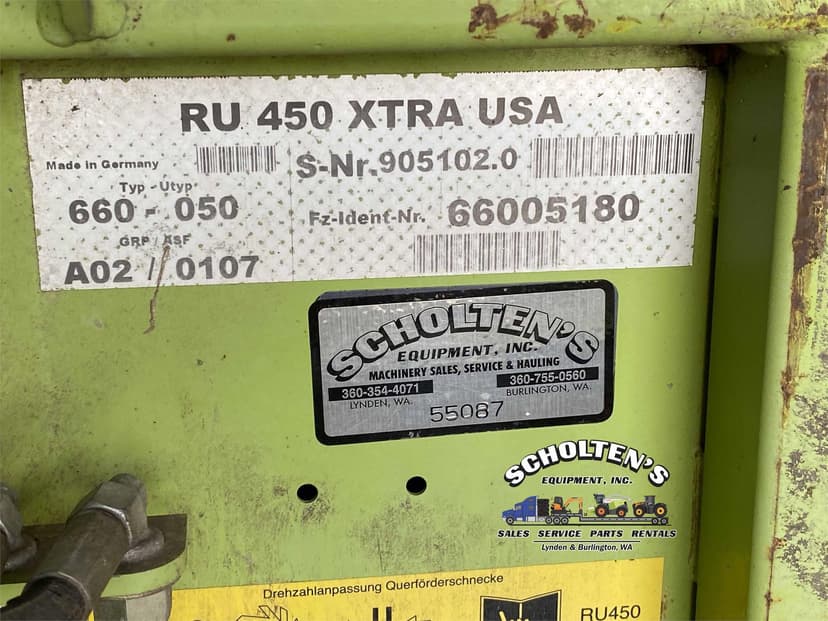 RU 450 XTRA USA
Made in Germany
S-Nr.905102.0
Typ - Utyp
660 - 050
Fz-Ident-Nr. 66005180
GRP / ASF
A02 / 0107
SCHOLTEN'S
EQUIPMENT, INC.
MACHINERY SALES, SERVICE & HAULING
360-354-4071 360-755-0560
LYNDEN, WA. BURLINGTON, WA.
55087
SCHOLTEN'S
EQUIPMENT, INC.
SALES SERVICE PARTS RENTALS
Lynden & Burlington, WA
Drehzahlanpassung Querförderschnecke
RU450